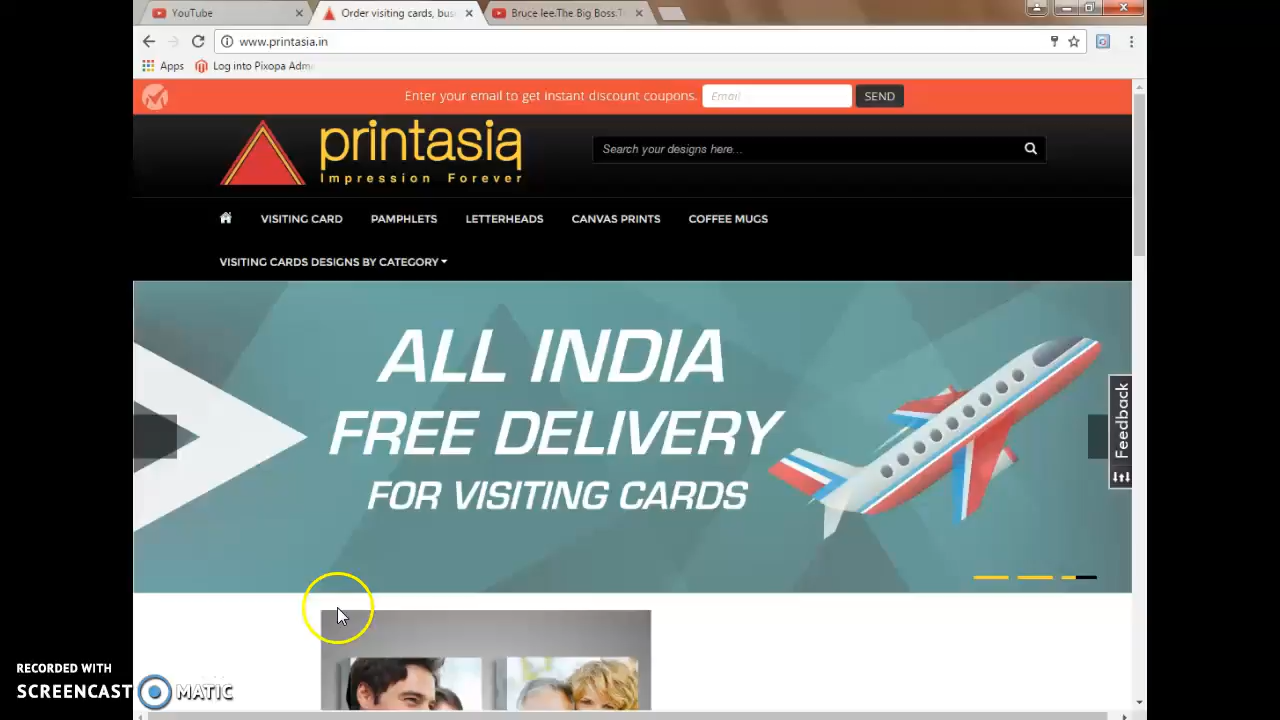 YouTube
Order visiting cards, bus
Bruce lee.The Big Boss.T
www.printasia.in
Apps
Log into Pixopa Adm
Enter your email to get instant discount coupons.
Email
SEND
printasia
Impression Forever
Search your designs here...
VISITING CARD
PAMPHLETS
LETTERHEADS
CANVAS PRINTS
COFFEE MUGS
VISITING CARDS DESIGNS BY CATEGORY
ALL INDIA
FREE DELIVERY
FOR VISITING CARDS
Feedback
RECORDED WITH
SCREENCAST MATIC